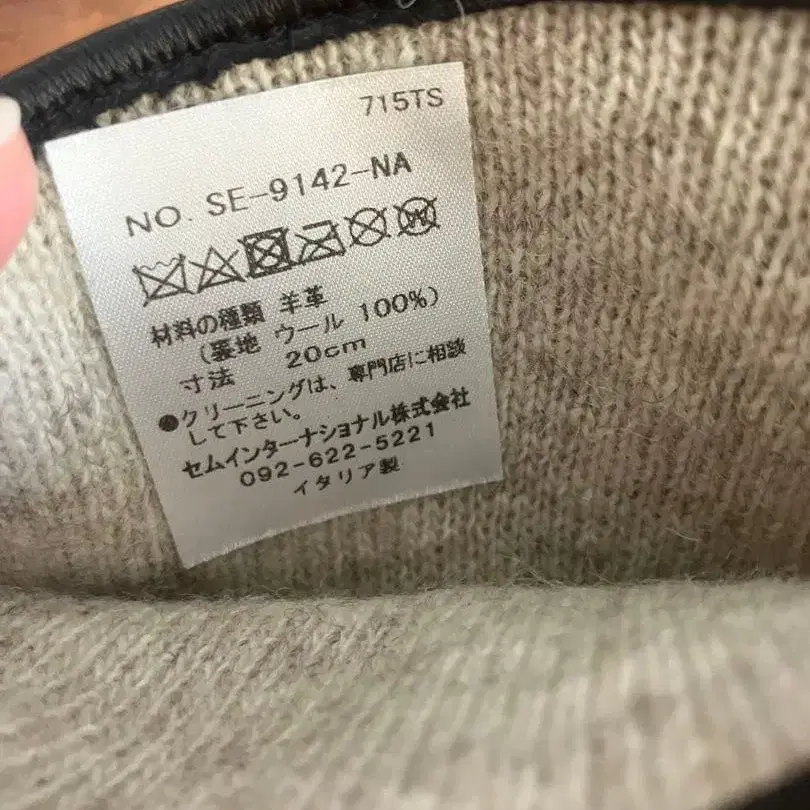 715TS
NO. SE-9142-NA
材料の種類 羊革
(裏地 ウール 100%)
寸法 20cm
●クリーニングは、専門店に相談
して下さい。
セムインターナショナル株式会社
092-622-5221
イタリア製